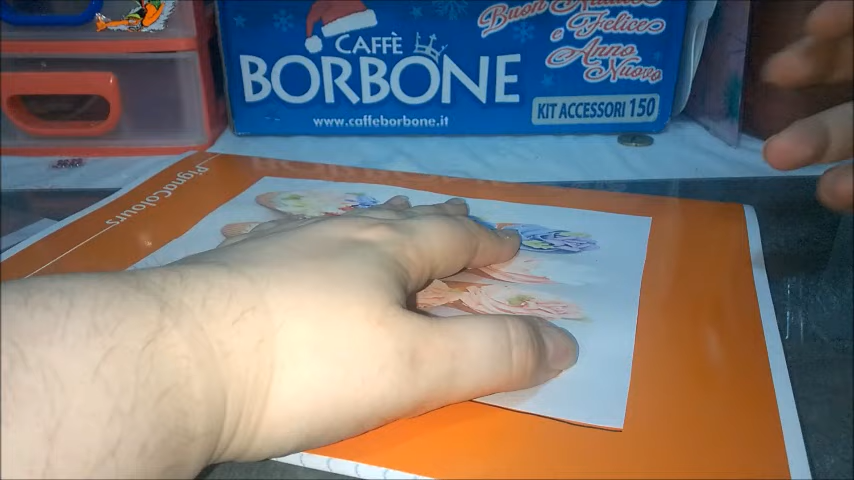 Buon Natale
e Felice
Anno
Nuovo
CAFFÈ
BORBONE
KIT ACCESSORI 150
www.caffeborbone.it
PignaColours